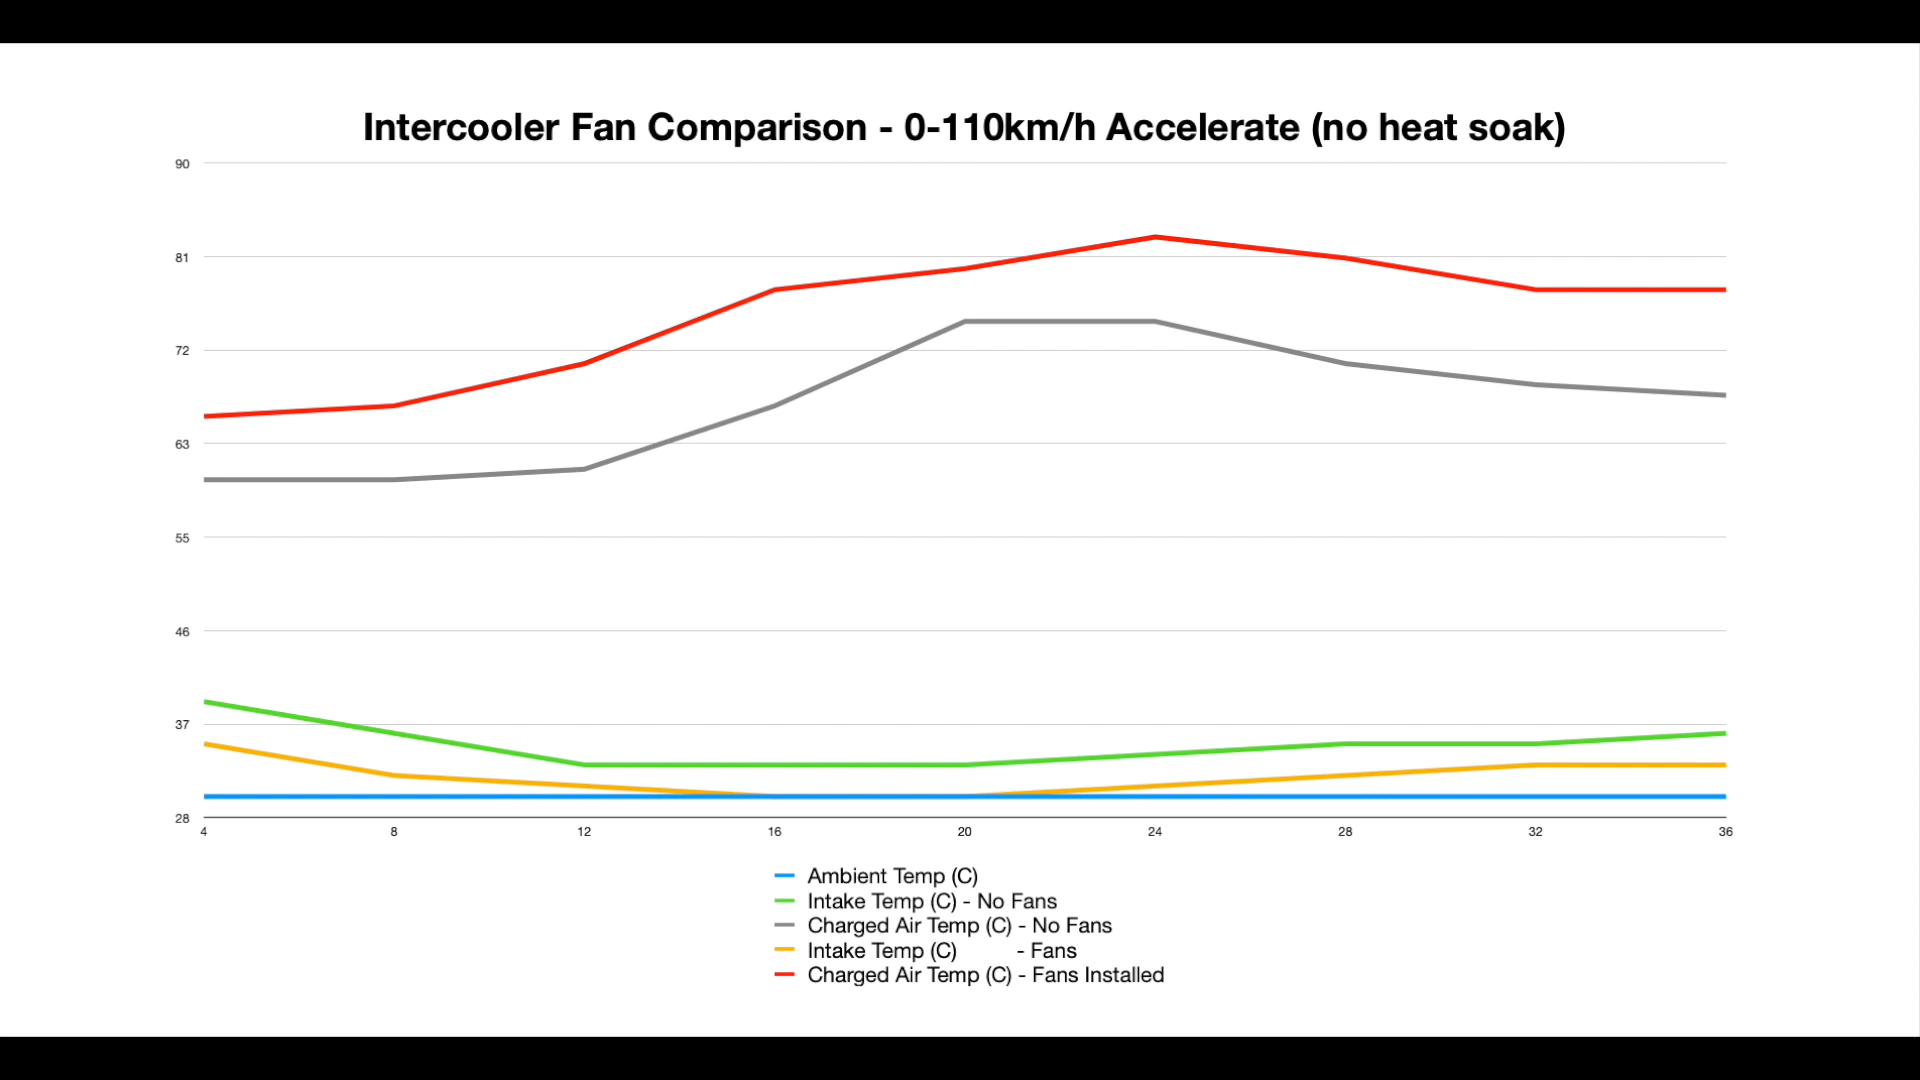 Intercooler Fan Comparison - 0-110km/h Accelerate (no heat soak)
90
81
72
63
55
46
37
28
4 8 12 16 20 24 28 32 36
Ambient Temp (C)
Intake Temp (C) - No Fans
Charged Air Temp (C) - No Fans
Intake Temp (C) - Fans
Charged Air Temp (C) - Fans Installed